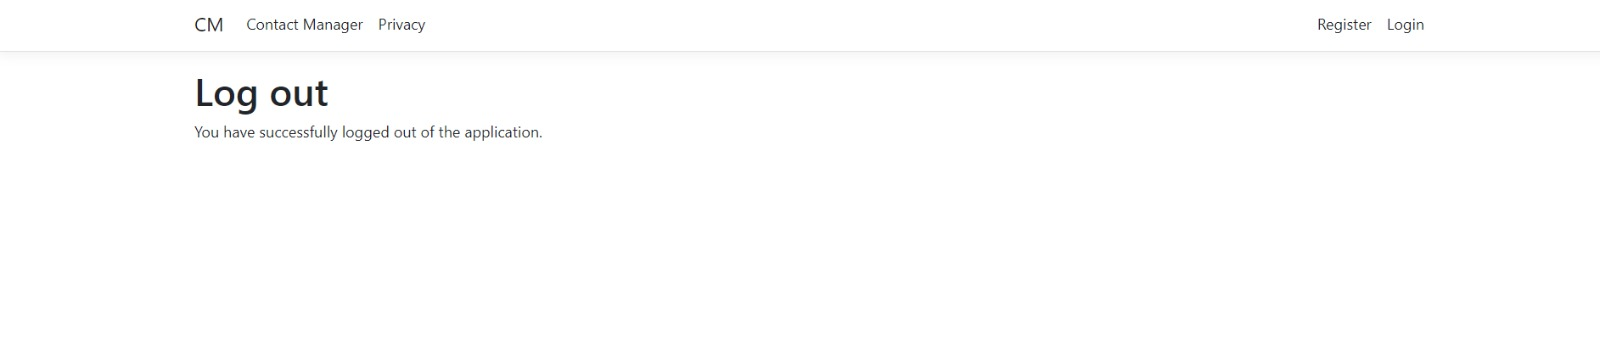 CM Contact Manager Privacy Register Login
Log out
You have successfully logged out of the application.